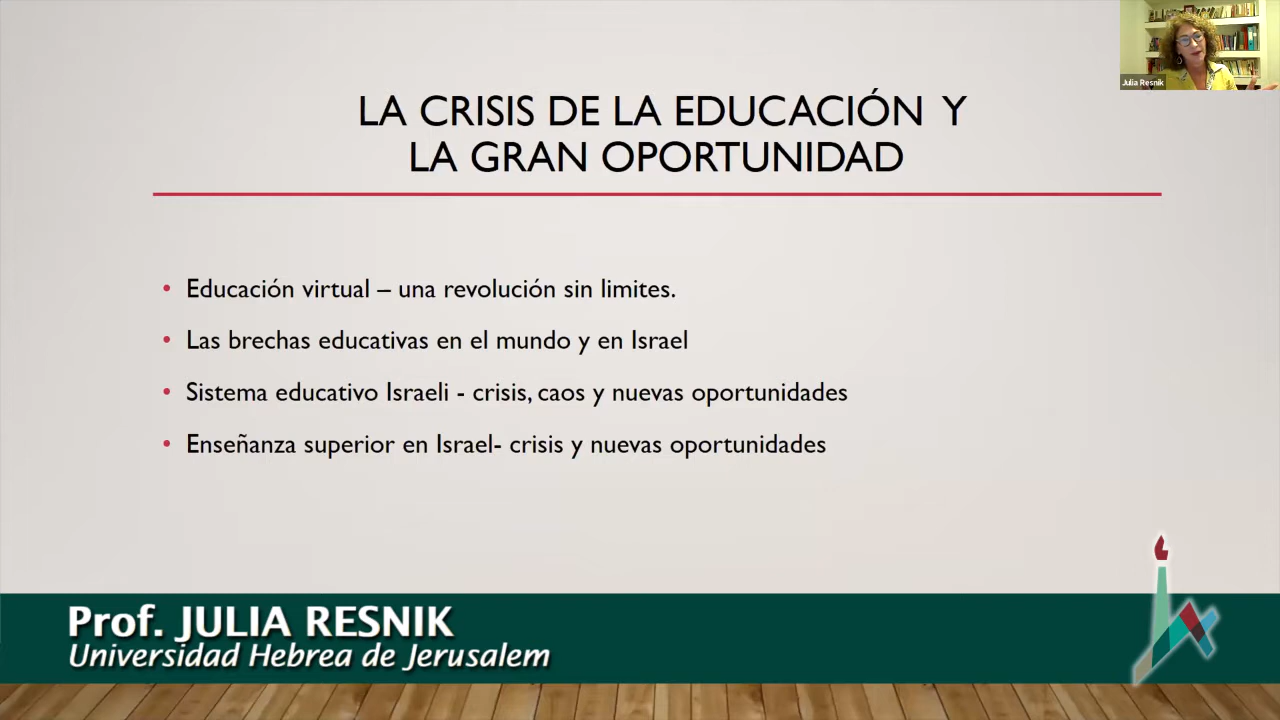 Julia Resnik
LA CRISIS DE LA EDUCACIÓN Y
LA GRAN OPORTUNIDAD
• Educación virtual – una revolución sin limites.
• Las brechas educativas en el mundo y en Israel
• Sistema educativo Israeli - crisis, caos y nuevas oportunidades
• Enseñanza superior en Israel- crisis y nuevas oportunidades
Prof. JULIA RESNIK
Universidad Hebrea de Jerusalem